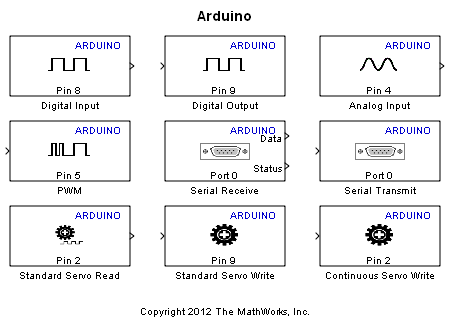 Arduino
ARDUINO ARDUINO ARDUINO
Pin 8 Pin 9 Pin 4
Digital Input Digital Output Analog Input
ARDUINO ARDUINO ARDUINO
Data
Status
Pin 5 Port 0 Port 0
PWM Serial Receive Serial Transmit
ARDUINO ARDUINO ARDUINO
Pin 2 Pin 9 Pin 2
Standard Servo Read Standard Servo Write Continuous Servo Write
Copyright 2012 The MathWorks, Inc.